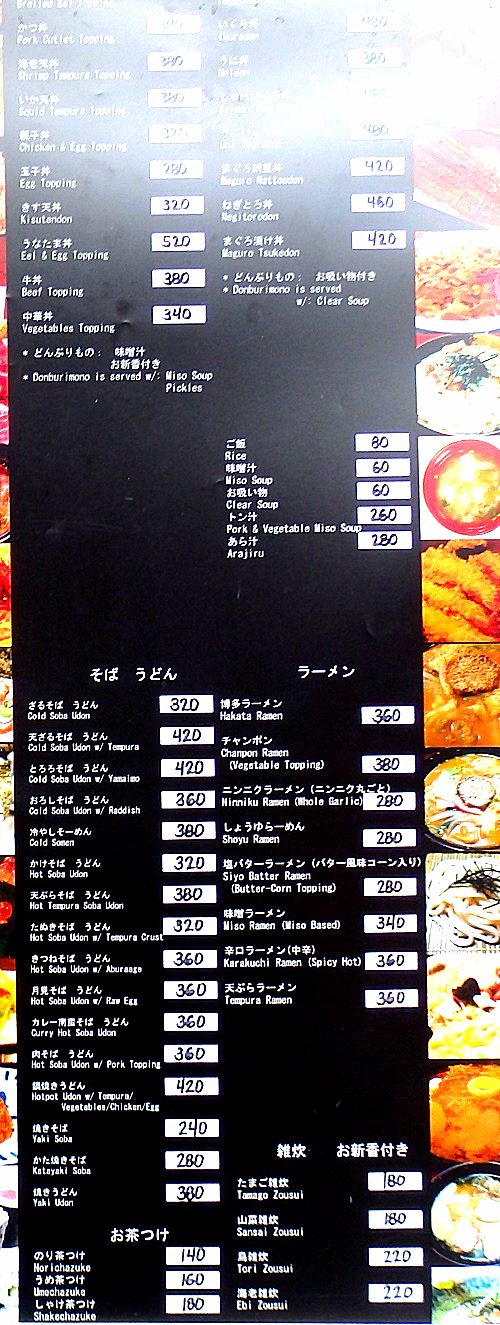 Broiled Eel Topping
かつ丼
Pork Cutlet Topping
海老天丼 380
Shrimp Tempura Topping
いか天丼 380
Squid Tempura Topping
親子丼 320
Chicken & Egg Topping
玉子丼 280
Egg Topping
きす天丼 320
Kisutendon
うなたま丼 520
Eel & Egg Topping
牛丼 380
Beef Topping
中華丼 340
Vegetables Topping
* どんぶりもの： 味噌汁
お新香付き
* Donburimono is served w/: Miso Soup
Pickles
いくら丼 480
Ikuradon
うに丼 380
Unidon
480
まぐろ納豆丼 420
Maguro Nattoudon
ねぎとろ丼 460
Negitorodon
まぐろ漬け丼 420
Maguro Tsukedon
* どんぶりもの： お吸い物付き
* Donburimono is served
w/: Clear Soup
ご飯 80
Rice
味噌汁 60
Miso Soup
お吸い物 60
Clear Soup
トン汁 260
Pork & Vegetable Miso Soup
あら汁 280
Arajiru
そば うどん
ざるそば うどん 320
Cold Soba Udon
天ざるそば うどん 420
Cold Soba Udon w/ Tempura
とろろそば うどん 420
Cold Soba Udon w/ Yamaimo
おろしそば うどん 360
Cold Soba Udon w/ Raddish
冷やしそーめん 380
Cold Somen
かけそば うどん 320
Hot Soba Udon
天ぷらそば うどん 380
Hot Tempura Soba Udon
たぬきそば うどん 320
Hot Soba Udon w/ Tempura Crust
きつねそば うどん 360
Hot Soba Udon w/ Aburaage
月見そば うどん 360
Hot Soba Udon w/ Raw Egg
カレー南蛮そば うどん 360
Curry Hot Soba Udon
肉そば うどん 360
Hot Soba Udon w/ Pork Topping
鍋焼きうどん 420
Hotpot Udon w/ Tempura/
Vegetables/Chicken/Egg
焼きそば 240
Yaki Soba
かた焼きそば 280
Katayaki Soba
焼きうどん 380
Yaki Udon
お茶つけ
のり茶つけ 140
Norichazuke
うめ茶つけ 160
Umechazuke
しゃけ茶つけ 180
Shakechazuke
ラーメン
博多ラーメン
Hakata Ramen 360
チャンポン
Chanpon Ramen
(Vegetable Topping) 380
ニンニクラーメン (ニンニク丸ごと)
Ninniku Ramen (Whole Garlic) 280
しょうゆらーめん
Shoyu Ramen 280
塩バターラーメン (バター風味コーン入り)
Siyo Batter Ramen
(Butter-Corn Topping) 280
味噌ラーメン
Miso Ramen (Miso Based) 340
辛口ラーメン(中辛)
Karakuchi Ramen (Spicy Hot) 360
天ぷらラーメン
Tempura Ramen 360
雑炊 お新香付き
たまご雑炊 180
Tamago Zousui
山菜雑炊 180
Sansai Zousui
鳥雑炊 220
Tori Zousui
海老雑炊 220
Ebi Zousui